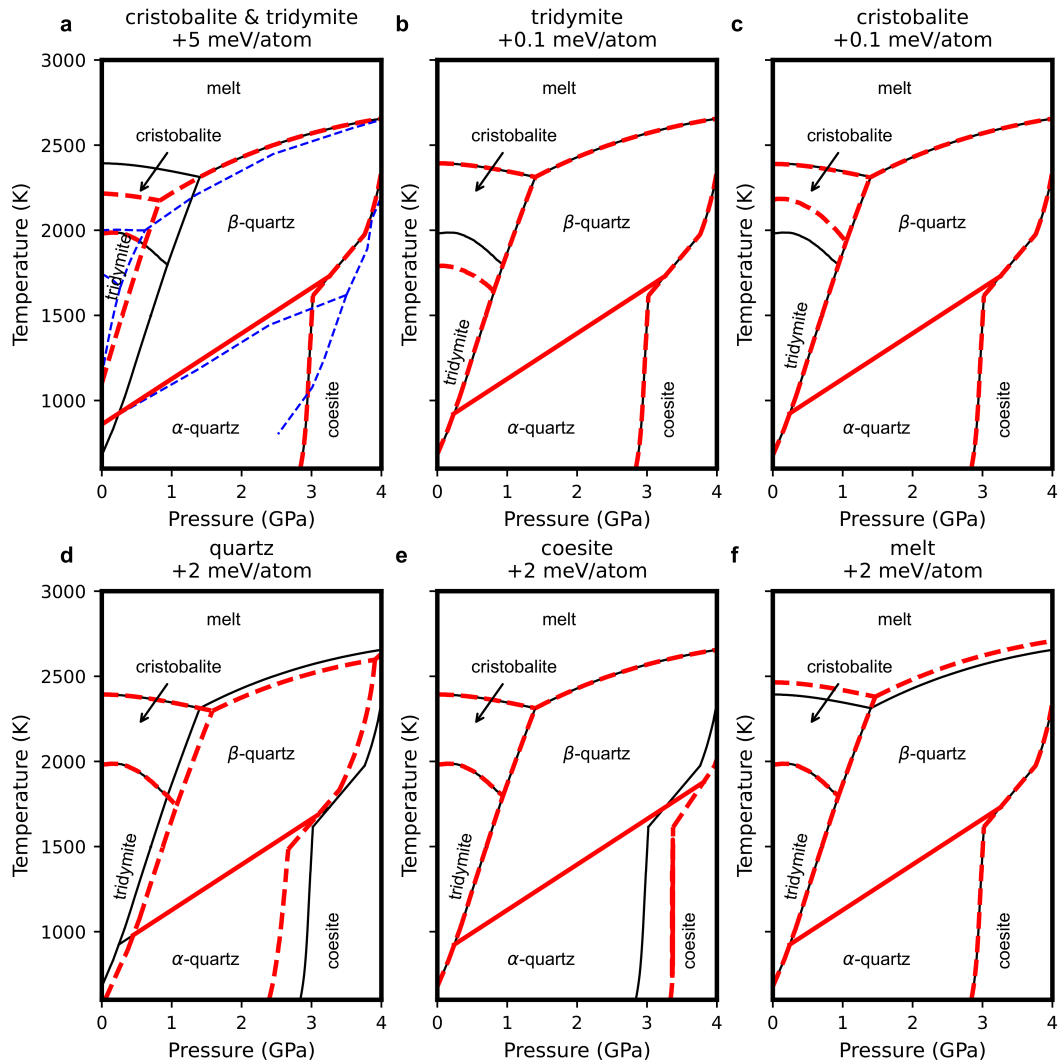 a
cristobalite & tridymite
+5 meV/atom
b
tridymite
+0.1 meV/atom
c
cristobalite
+0.1 meV/atom
3000
2500
2000
1500
1000
Temperature (K)
melt
cristobalite
β-quartz
tridymite
α-quartz
coesite
0 1 2 3 4
Pressure (GPa)
Temperature (K)
melt
cristobalite
β-quartz
tridymite
α-quartz
coesite
0 1 2 3 4
Pressure (GPa)
Temperature (K)
melt
cristobalite
β-quartz
tridymite
α-quartz
coesite
0 1 2 3 4
Pressure (GPa)
d
quartz
+2 meV/atom
e
coesite
+2 meV/atom
f
melt
+2 meV/atom
3000
2500
2000
1500
1000
Temperature (K)
melt
cristobalite
β-quartz
tridymite
α-quartz
coesite
0 1 2 3 4
Pressure (GPa)
Temperature (K)
melt
cristobalite
β-quartz
tridymite
α-quartz
coesite
0 1 2 3 4
Pressure (GPa)
Temperature (K)
melt
cristobalite
β-quartz
tridymite
α-quartz
coesite
0 1 2 3 4
Pressure (GPa)